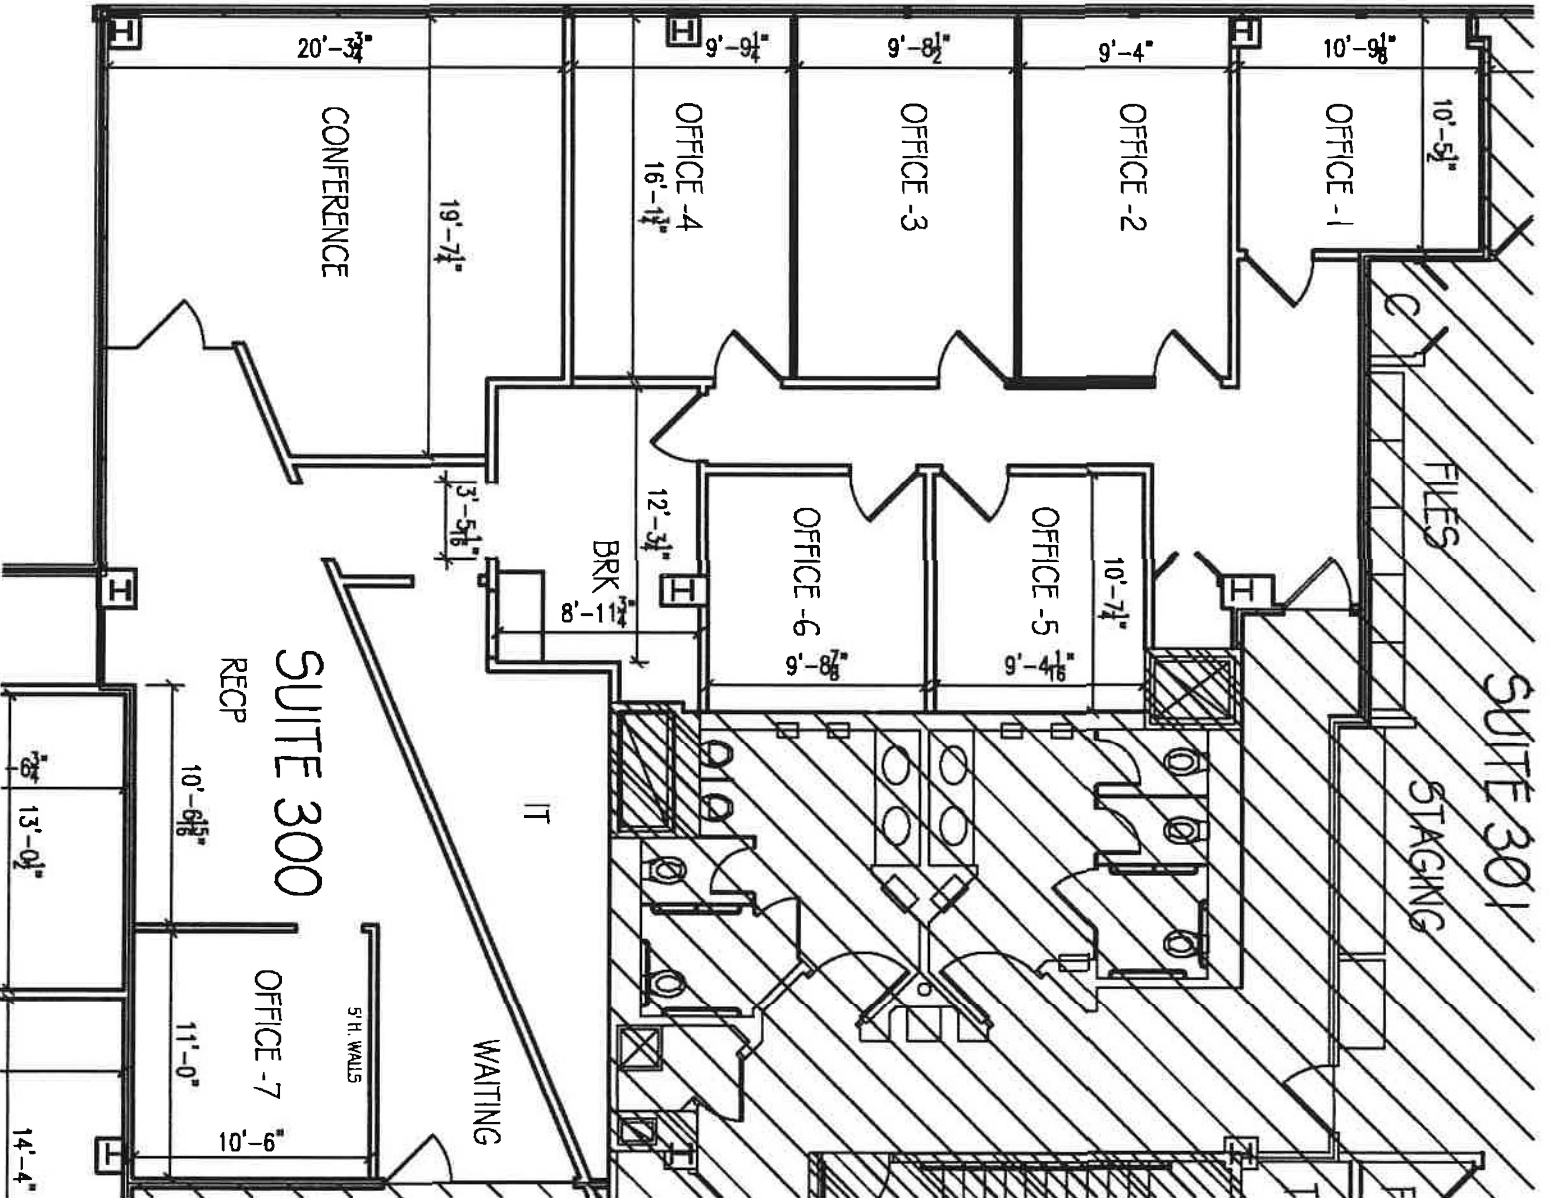 20'-3¾"
9'-9¼"
9'-8½"
9'-4"
10'-9⅛"
10'-5½"
CONFERENCE
19'-7¼"
OFFICE -4
16'-1¾"
OFFICE -3
OFFICE -2
OFFICE -1
C
FILES
3'-5 1/16"
12'-3¼"
BRK
8'-11¾"
OFFICE -6
9'-8⅞"
OFFICE -5
10'-7¼"
9'-4 1/16"
SUITE 301
STAGING
SUITE 300
RECP
IT
10'-6 15/16"
13'-0½"
OFFICE -7
5' H. WALLS
11'-0"
10'-6"
WAITING
14'-4"